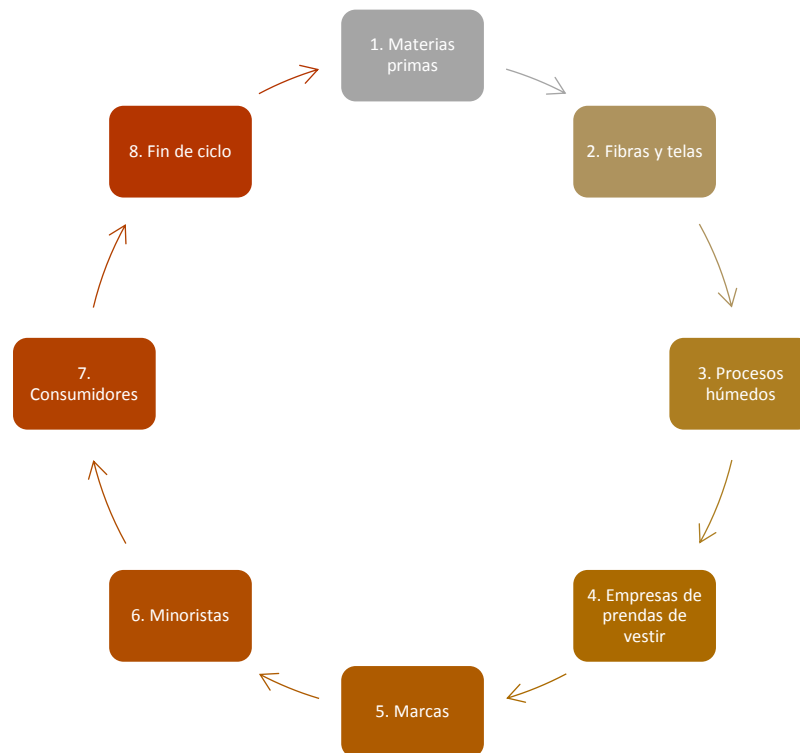 1. Materias
primas
2. Fibras y telas
3. Procesos
húmedos
4. Empresas de
prendas de
vestir
5. Marcas
6. Minoristas
7.
Consumidores
8. Fin de ciclo